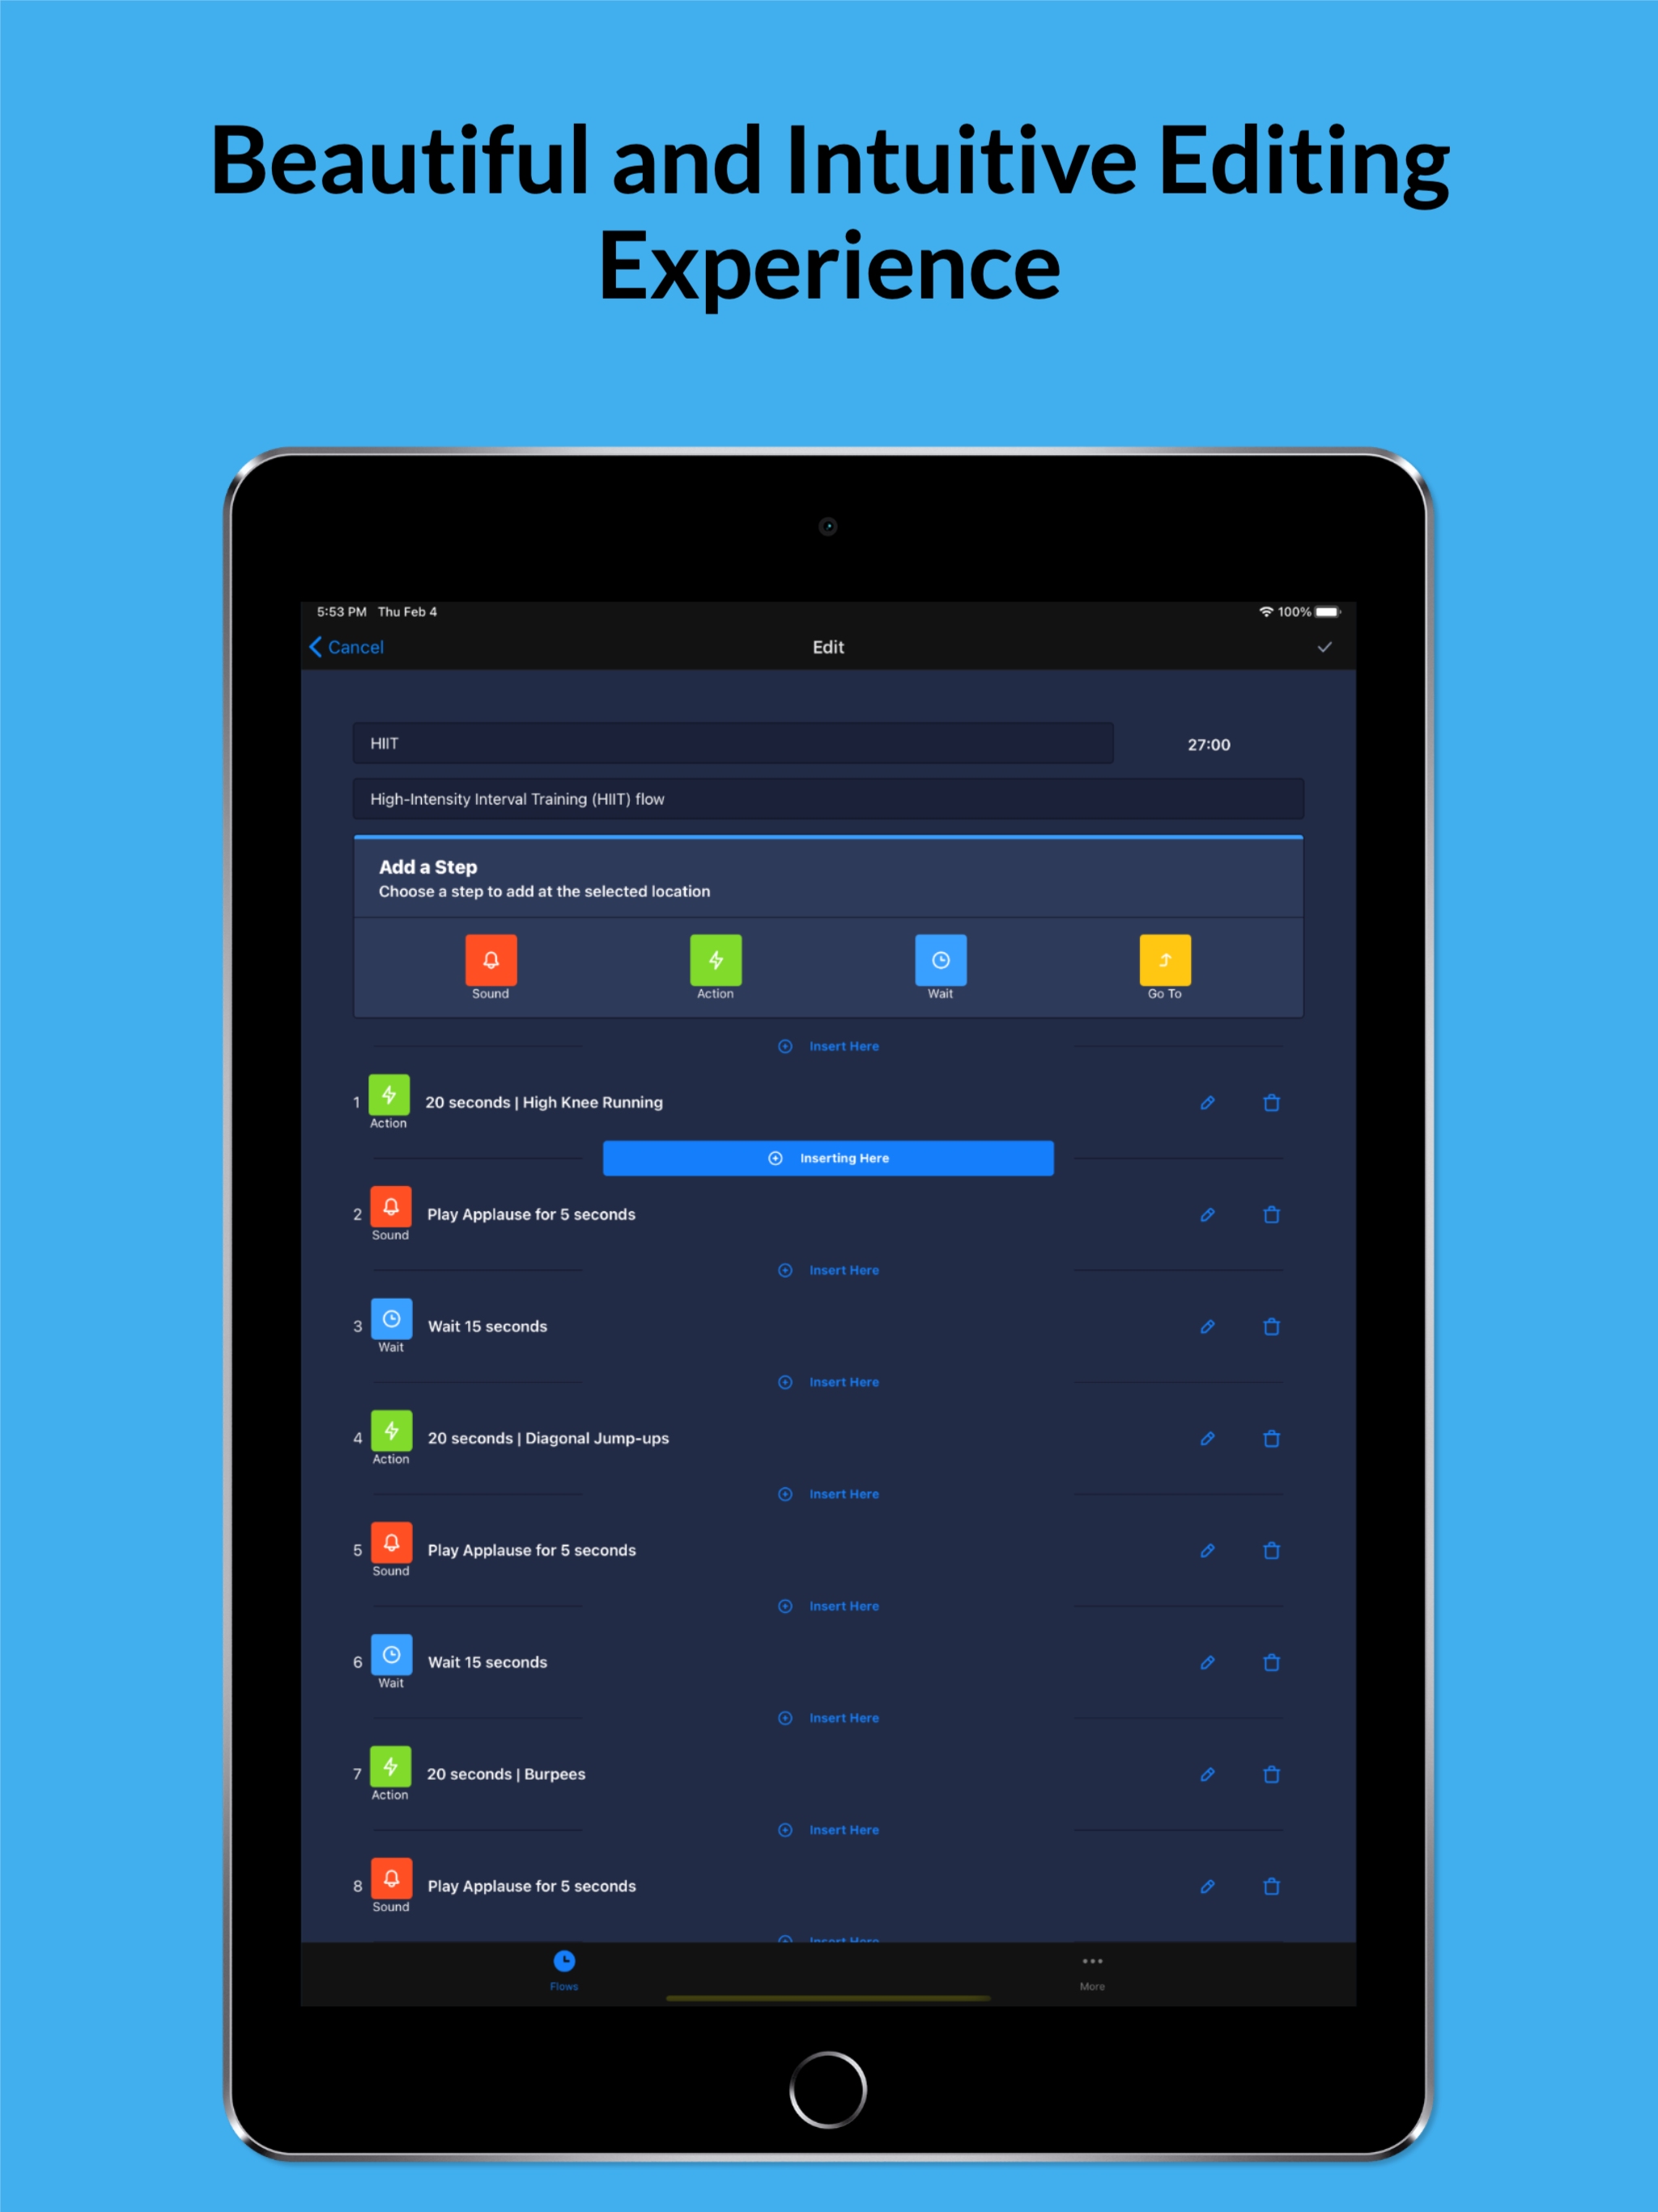 Beautiful and Intuitive Editing
Experience
5:53 PM Thu Feb 4
100%
Cancel
Edit
HIIT
27:00
High-Intensity Interval Training (HIIT) flow
Add a Step
Choose a step to add at the selected location
Sound
Action
Wait
Go To
Insert Here
1
20 seconds | High Knee Running
Action
Inserting Here
2
Play Applause for 5 seconds
Sound
Insert Here
3
Wait 15 seconds
Wait
Insert Here
4
20 seconds | Diagonal Jump-ups
Action
Insert Here
5
Play Applause for 5 seconds
Sound
Insert Here
6
Wait 15 seconds
Wait
Insert Here
7
20 seconds | Burpees
Action
Insert Here
8
Play Applause for 5 seconds
Sound
Insert Here
Flows
More